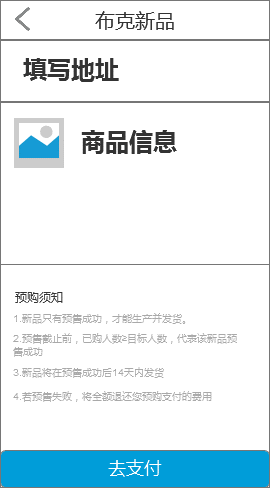 布克新品
填写地址
商品信息
预购须知
1.新品只有预售成功，才能生产并发货。
2.预售截止前，已购人数≥目标人数，代表该新品预
售成功
3.新品将在预售成功后14天内发货
4.若预售失败，将全额退还您预购支付的费用
去支付